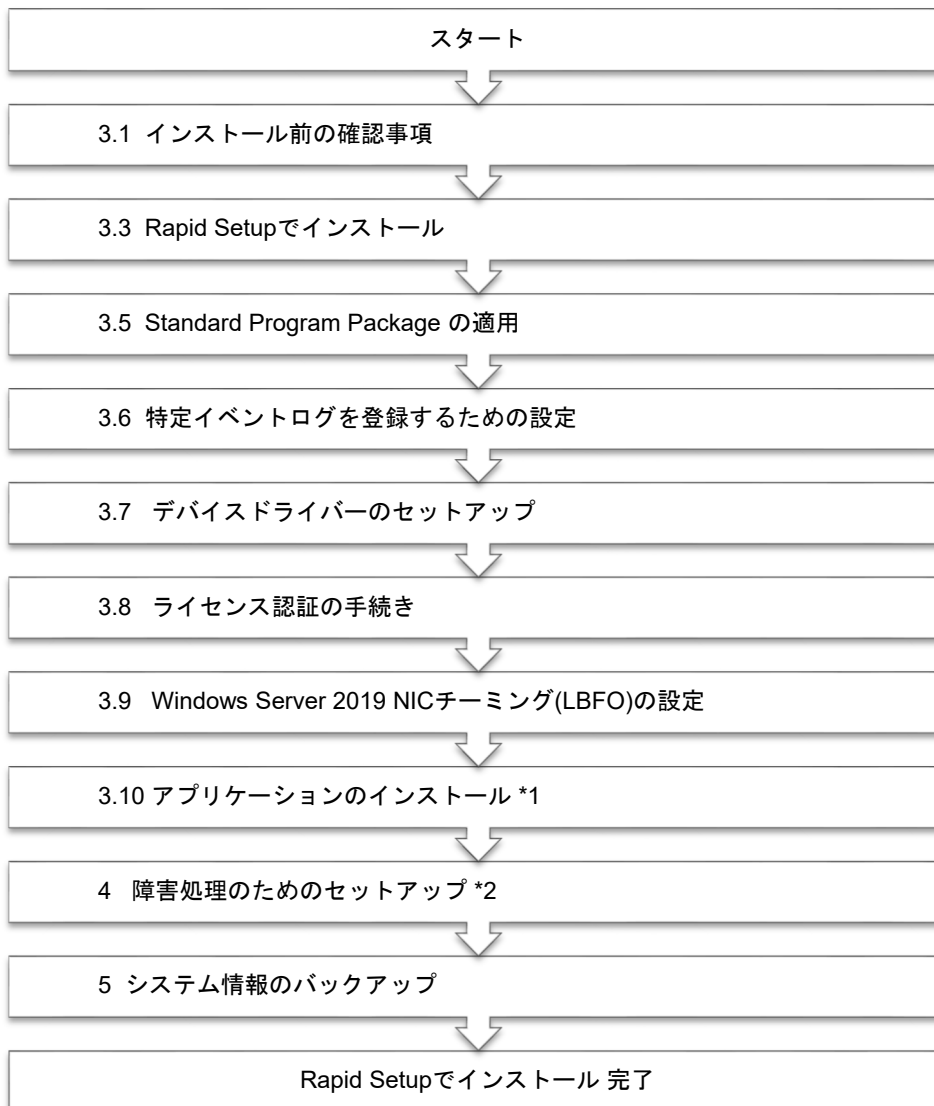 スタート
3.1 インストール前の確認事項
3.3 Rapid Setupでインストール
3.5 Standard Program Package の適用
3.6 特定イベントログを登録するための設定
3.7 デバイスドライバーのセットアップ
3.8 ライセンス認証の手続き
3.9 Windows Server 2019 NICチーミング(LBFO)の設定
3.10 アプリケーションのインストール *1
4 障害処理のためのセットアップ *2
5 システム情報のバックアップ
Rapid Setupでインストール 完了